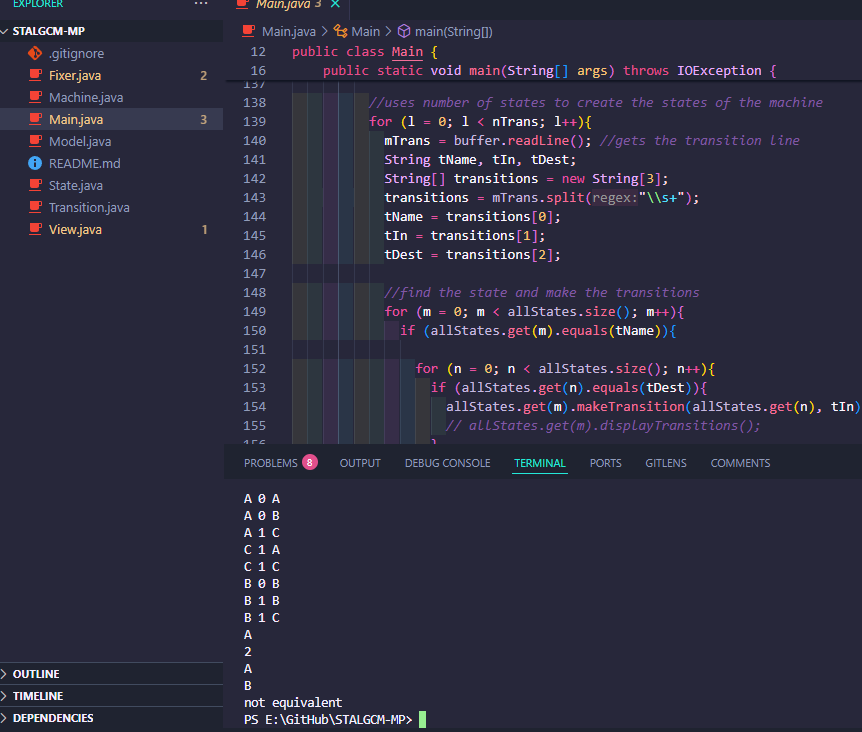 EXPLORER
···
STALGCM-MP
.gitignore
Fixer.java 2
Machine.java
Main.java 3
Model.java
README.md
State.java
Transition.java
View.java 1
OUTLINE
TIMELINE
DEPENDENCIES
Main.java 3 ×
Main.java > Main > main(String[])
12 public class Main {
16 public static void main(String[] args) throws IOException {
137
138 //uses number of states to create the states of the machine
139 for (l = 0; l < nTrans; l++){
140 mTrans = buffer.readLine(); //gets the transition line
141 String tName, tIn, tDest;
142 String[] transitions = new String[3];
143 transitions = mTrans.split(regex:"\\s+");
144 tName = transitions[0];
145 tIn = transitions[1];
146 tDest = transitions[2];
147
148 //find the state and make the transitions
149 for (m = 0; m < allStates.size(); m++){
150 if (allStates.get(m).equals(tName)){
151
152 for (n = 0; n < allStates.size(); n++){
153 if (allStates.get(n).equals(tDest)){
154 allStates.get(m).makeTransition(allStates.get(n), tIn)
155 // allStates.get(m).displayTransitions();
156 }
PROBLEMS 8 OUTPUT DEBUG CONSOLE TERMINAL PORTS GITLENS COMMENTS
A 0 A
A 0 B
A 1 C
C 1 A
C 1 C
B 0 B
B 1 B
B 1 C
A
2
A
B
not equivalent
PS E:\GitHub\STALGCM-MP>